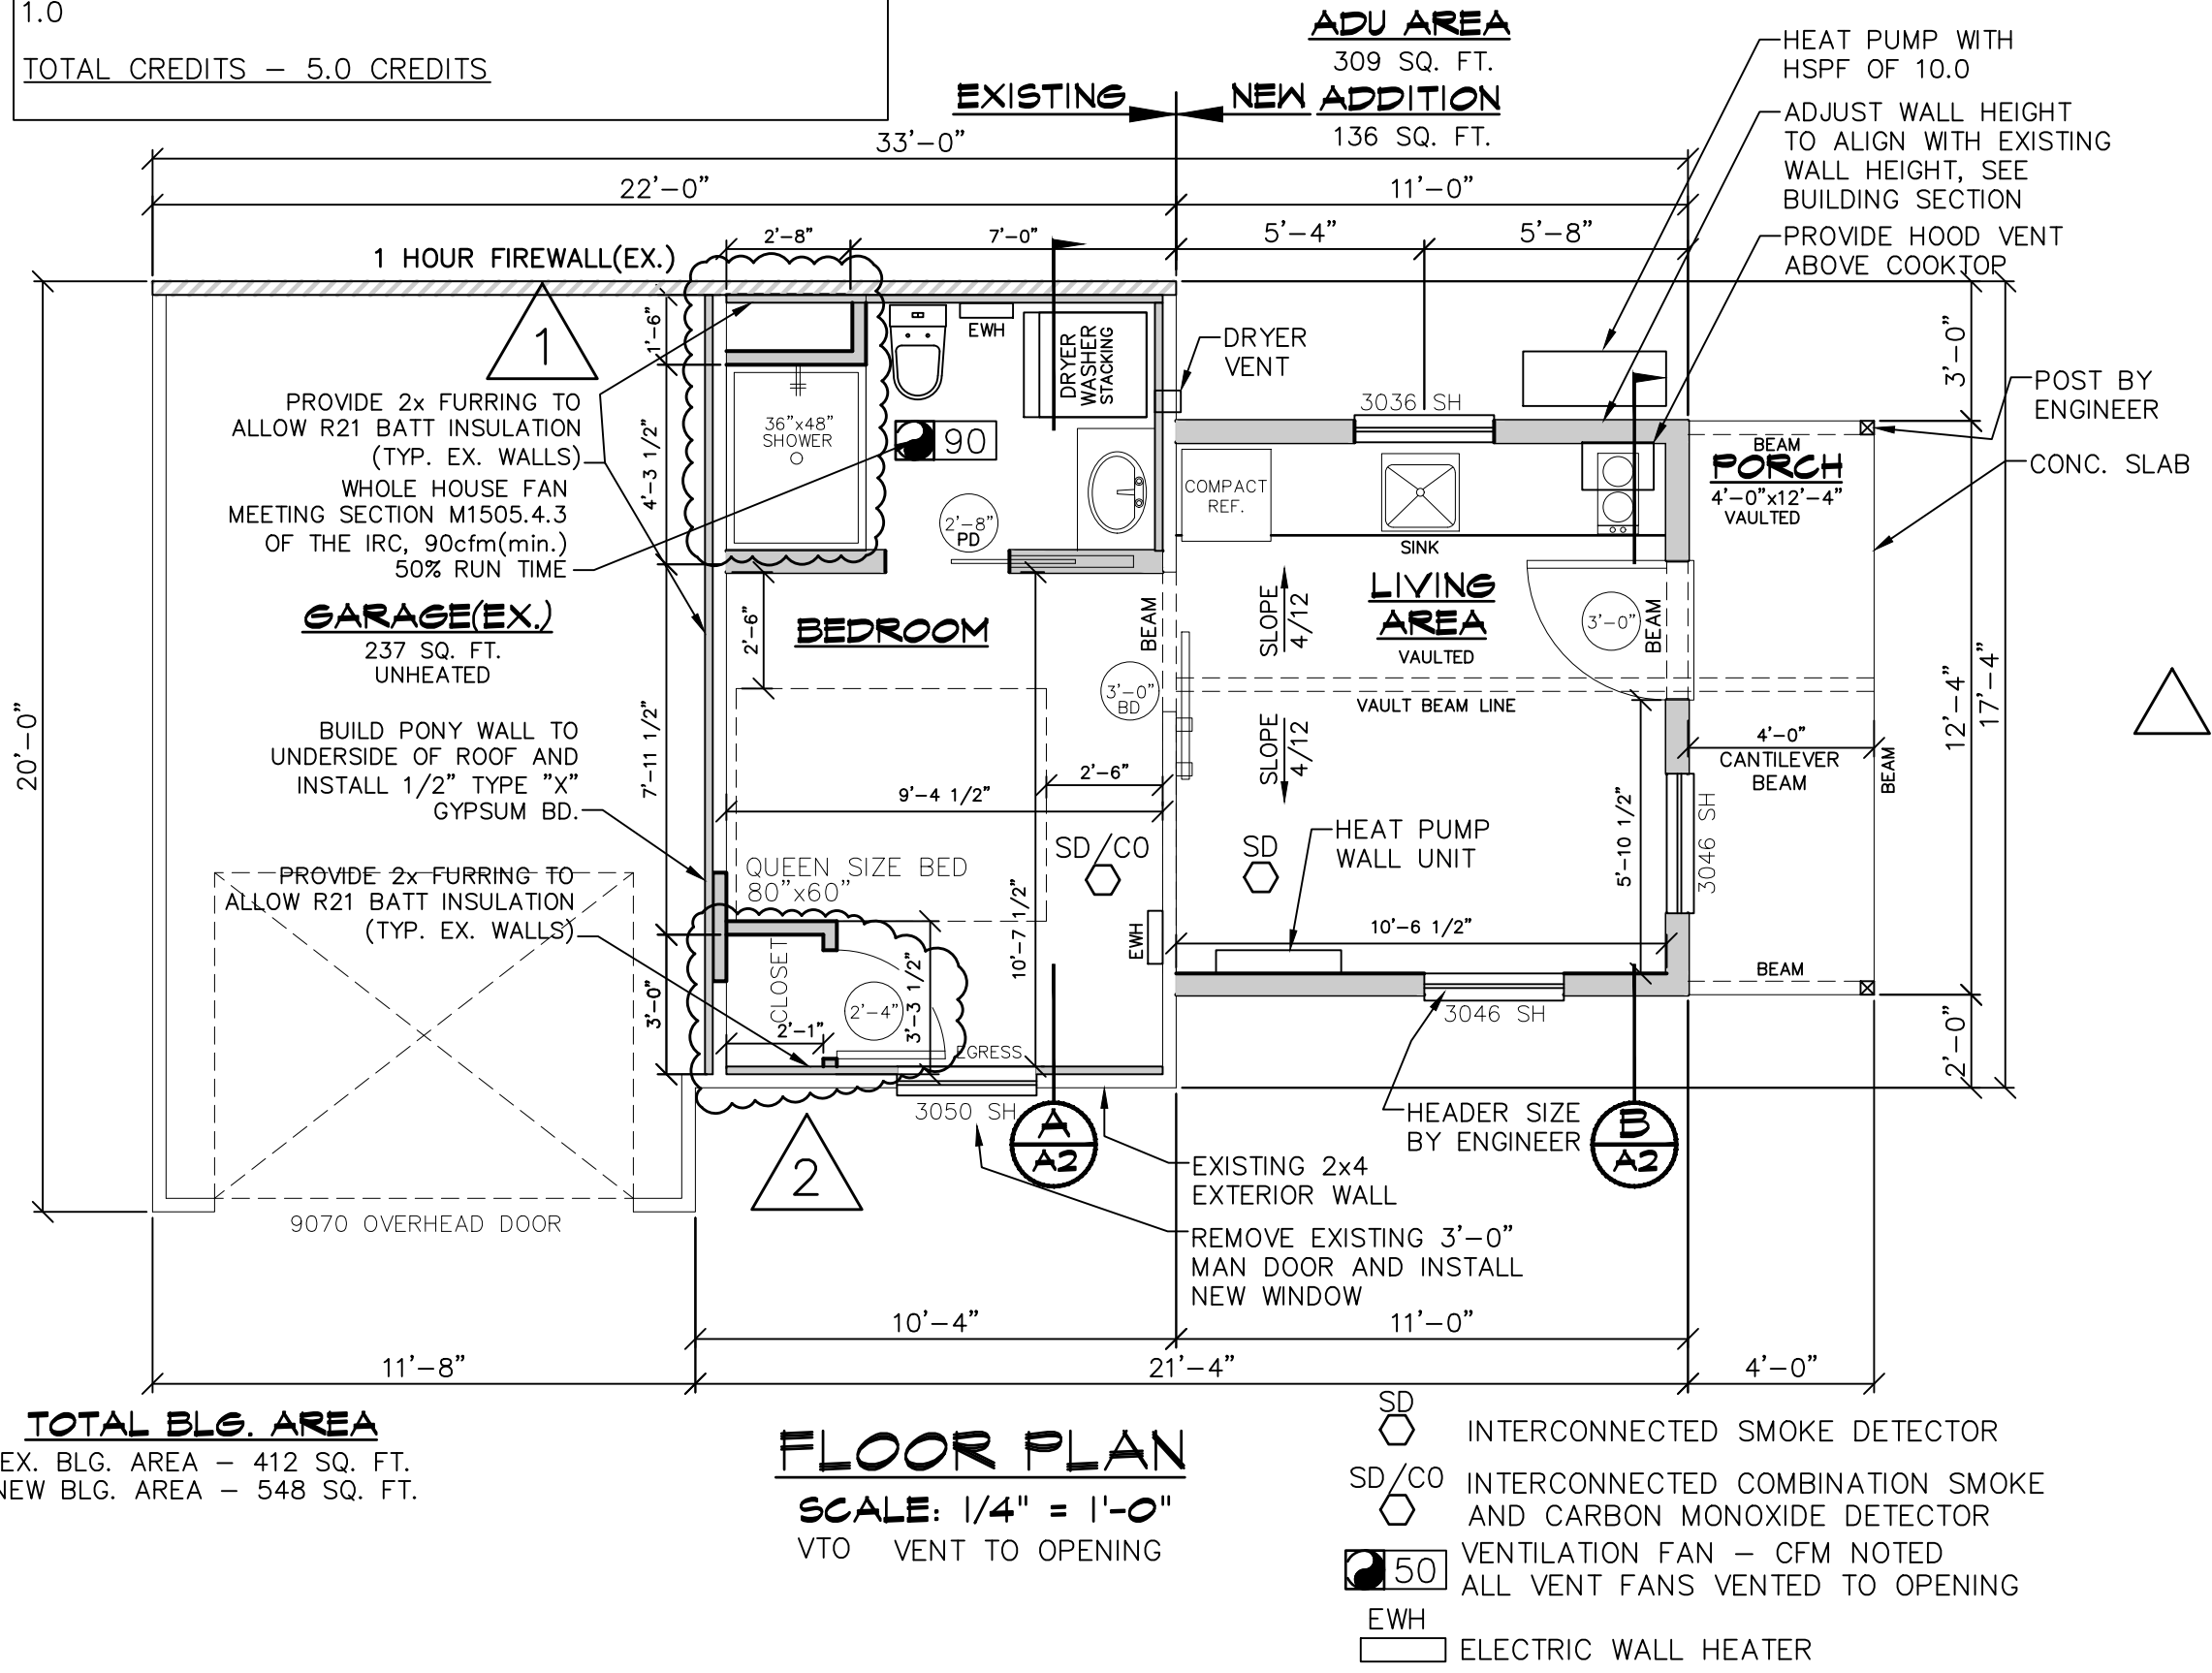 1.0
TOTAL CREDITS – 5.0 CREDITS
ADU AREA
309 SQ. FT.
EXISTING
NEW ADDITION
136 SQ. FT.
HEAT PUMP WITH
HSPF OF 10.0
ADJUST WALL HEIGHT
TO ALIGN WITH EXISTING
WALL HEIGHT, SEE
BUILDING SECTION
PROVIDE HOOD VENT
ABOVE COOKTOP
33'-0"
22'-0"
11'-0"
2'-8"
7'-0"
5'-4"
5'-8"
1 HOUR FIREWALL(EX.)
1
1'-6"
EWH
DRYER
WASHER
STACKING
DRYER
VENT
3'-0"
POST BY
ENGINEER
CONC. SLAB
PROVIDE 2x FURRING TO
ALLOW R21 BATT INSULATION
(TYP. EX. WALLS)
WHOLE HOUSE FAN
MEETING SECTION M1505.4.3
OF THE IRC, 90cfm(min.)
50% RUN TIME
4'-3 1/2"
36"x48"
SHOWER
90
2'-8"
PD
3036 SH
COMPACT
REF.
SINK
BEAM
PORCH
4'-0"x12'-4"
VAULTED
GARAGE(EX.)
237 SQ. FT.
UNHEATED
2'-6"
BEDROOM
BEAM
SLOPE
4/12
LIVING
AREA
VAULTED
3'-0"
BEAM
20'-0"
7'-11 1/2"
3'-0"
BD
VAULT BEAM LINE
SLOPE
4/12
12'-4"
17'-4"
BUILD PONY WALL TO
UNDERSIDE OF ROOF AND
INSTALL 1/2" TYPE "X"
GYPSUM BD.
2'-6"
9'-4 1/2"
4'-0"
CANTILEVER
BEAM
BEAM
5'-10 1/2"
3046 SH
QUEEN SIZE BED
80"x60"
SD/CO
SD
HEAT PUMP
WALL UNIT
PROVIDE 2x FURRING TO
ALLOW R21 BATT INSULATION
(TYP. EX. WALLS)
10'-7 1/2"
EWH
10'-6 1/2"
CLOSET
3'-0"
2'-1"
2'-4"
3'-3 1/2"
EGRESS
BEAM
3046 SH
2'-0"
3050 SH
A
A2
B
A2
HEADER SIZE
BY ENGINEER
2
EXISTING 2x4
EXTERIOR WALL
9070 OVERHEAD DOOR
REMOVE EXISTING 3'-0"
MAN DOOR AND INSTALL
NEW WINDOW
10'-4"
11'-0"
11'-8"
21'-4"
4'-0"
TOTAL BLG. AREA
EX. BLG. AREA – 412 SQ. FT.
NEW BLG. AREA – 548 SQ. FT.
FLOOR PLAN
SCALE: 1/4" = 1'-0"
VTO VENT TO OPENING
SD
INTERCONNECTED SMOKE DETECTOR
SD/CO
INTERCONNECTED COMBINATION SMOKE
AND CARBON MONOXIDE DETECTOR
50
VENTILATION FAN – CFM NOTED
ALL VENT FANS VENTED TO OPENING
EWH
ELECTRIC WALL HEATER